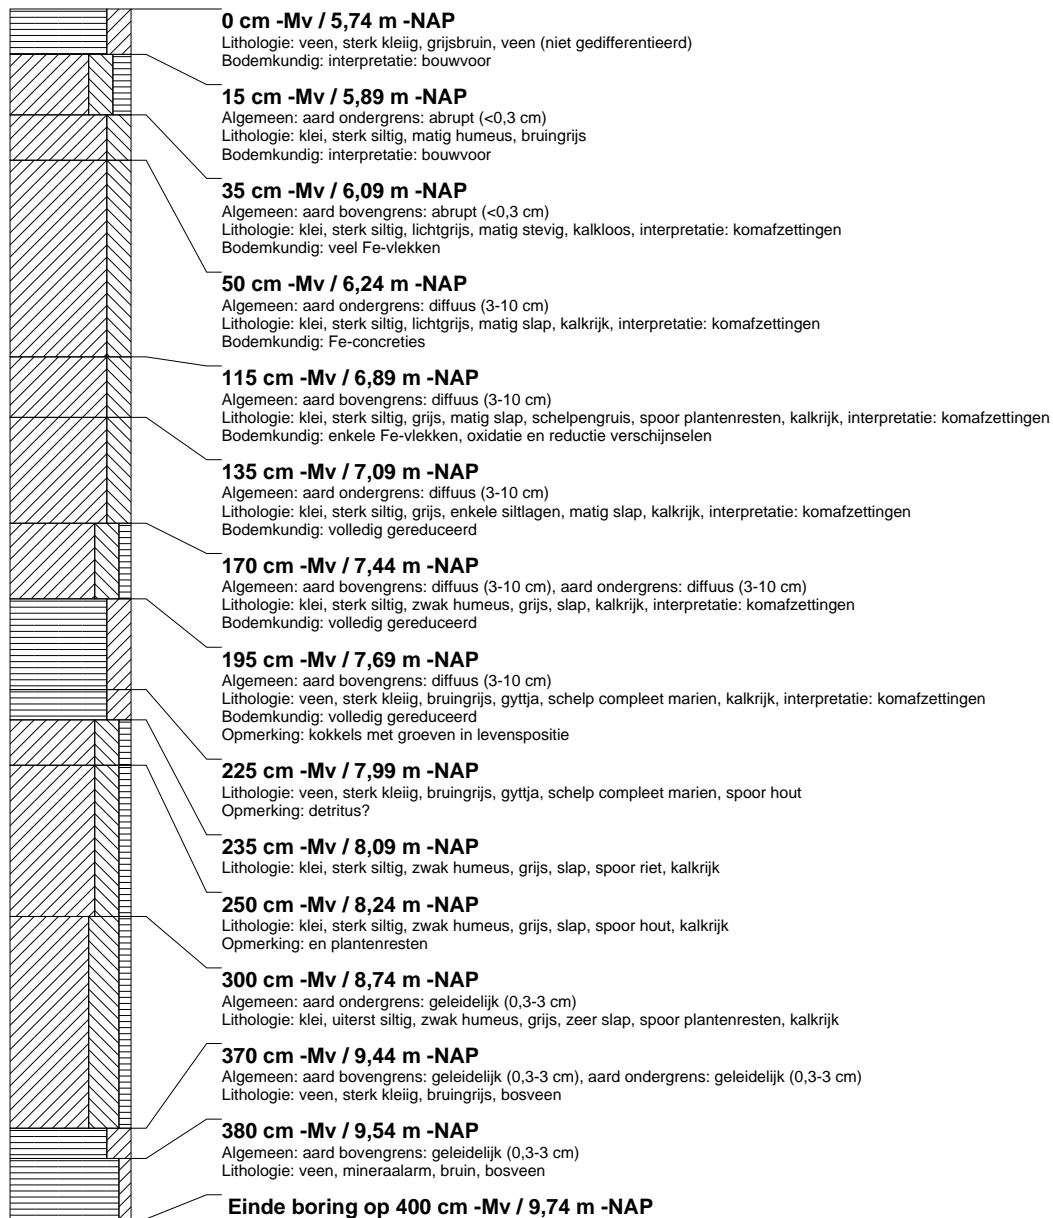 0 cm -Mv / 5,74 m -NAP
Lithologie: veen, sterk kleiig, grijsbruin, veen (niet gedifferentieerd)
Bodemkundig: interpretatie: bouwvoor
15 cm -Mv / 5,89 m -NAP
Algemeen: aard ondergrens: abrupt (<0,3 cm)
Lithologie: klei, sterk siltig, matig humeus, bruingrijs
Bodemkundig: interpretatie: bouwvoor
35 cm -Mv / 6,09 m -NAP
Algemeen: aard bovengrens: abrupt (<0,3 cm)
Lithologie: klei, sterk siltig, lichtgrijs, matig stevig, kalkloos, interpretatie: komafzettingen
Bodemkundig: veel Fe-vlekken
50 cm -Mv / 6,24 m -NAP
Algemeen: aard ondergrens: diffuus (3-10 cm)
Lithologie: klei, sterk siltig, lichtgrijs, matig slap, kalkrijk, interpretatie: komafzettingen
Bodemkundig: Fe-concreties
115 cm -Mv / 6,89 m -NAP
Algemeen: aard bovengrens: diffuus (3-10 cm)
Lithologie: klei, sterk siltig, grijs, matig slap, schelpengruis, spoor plantenresten, kalkrijk, interpretatie: komafzettingen
Bodemkundig: enkele Fe-vlekken, oxidatie en reductie verschijnselen
135 cm -Mv / 7,09 m -NAP
Algemeen: aard ondergrens: diffuus (3-10 cm)
Lithologie: klei, sterk siltig, grijs, enkele siltlagen, matig slap, kalkrijk, interpretatie: komafzettingen
Bodemkundig: volledig gereduceerd
170 cm -Mv / 7,44 m -NAP
Algemeen: aard bovengrens: diffuus (3-10 cm), aard ondergrens: diffuus (3-10 cm)
Lithologie: klei, sterk siltig, zwak humeus, grijs, slap, kalkrijk, interpretatie: komafzettingen
Bodemkundig: volledig gereduceerd
195 cm -Mv / 7,69 m -NAP
Algemeen: aard bovengrens: diffuus (3-10 cm)
Lithologie: veen, sterk kleiig, bruingrijs, gyttja, schelp compleet marien, kalkrijk, interpretatie: komafzettingen
Bodemkundig: volledig gereduceerd
Opmerking: kokkels met groeven in levenspositie
225 cm -Mv / 7,99 m -NAP
Lithologie: veen, sterk kleiig, bruingrijs, gyttja, schelp compleet marien, spoor hout
Opmerking: detritus?
235 cm -Mv / 8,09 m -NAP
Lithologie: klei, sterk siltig, zwak humeus, grijs, slap, spoor riet, kalkrijk
250 cm -Mv / 8,24 m -NAP
Lithologie: klei, sterk siltig, zwak humeus, grijs, slap, spoor hout, kalkrijk
Opmerking: en plantenresten
300 cm -Mv / 8,74 m -NAP
Algemeen: aard ondergrens: geleidelijk (0,3-3 cm)
Lithologie: klei, uiterst siltig, zwak humeus, grijs, zeer slap, spoor plantenresten, kalkrijk
370 cm -Mv / 9,44 m -NAP
Algemeen: aard bovengrens: geleidelijk (0,3-3 cm), aard ondergrens: geleidelijk (0,3-3 cm)
Lithologie: veen, sterk kleiig, bruingrijs, bosveen
380 cm -Mv / 9,54 m -NAP
Algemeen: aard bovengrens: geleidelijk (0,3-3 cm)
Lithologie: veen, mineraalarm, bruin, bosveen
Einde boring op 400 cm -Mv / 9,74 m -NAP